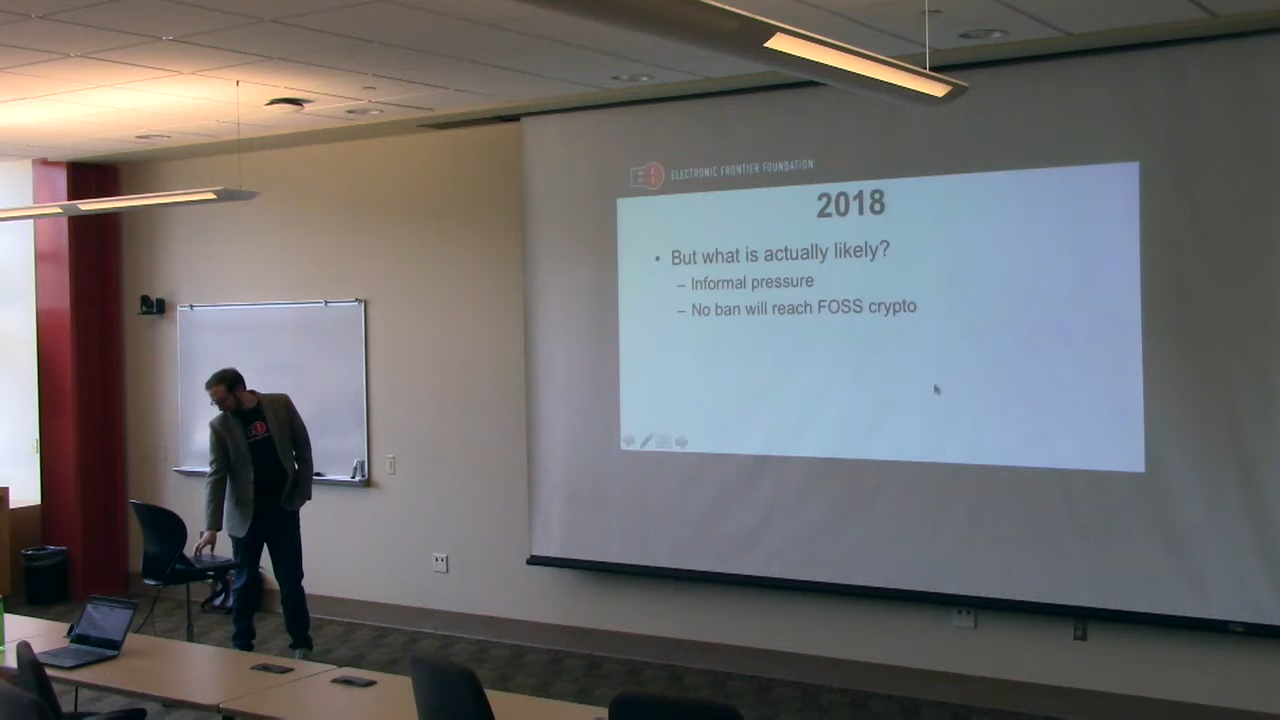 ELECTRONIC FRONTIER FOUNDATION
2018
• But what is actually likely?
– Informal pressure
– No ban will reach FOSS crypto